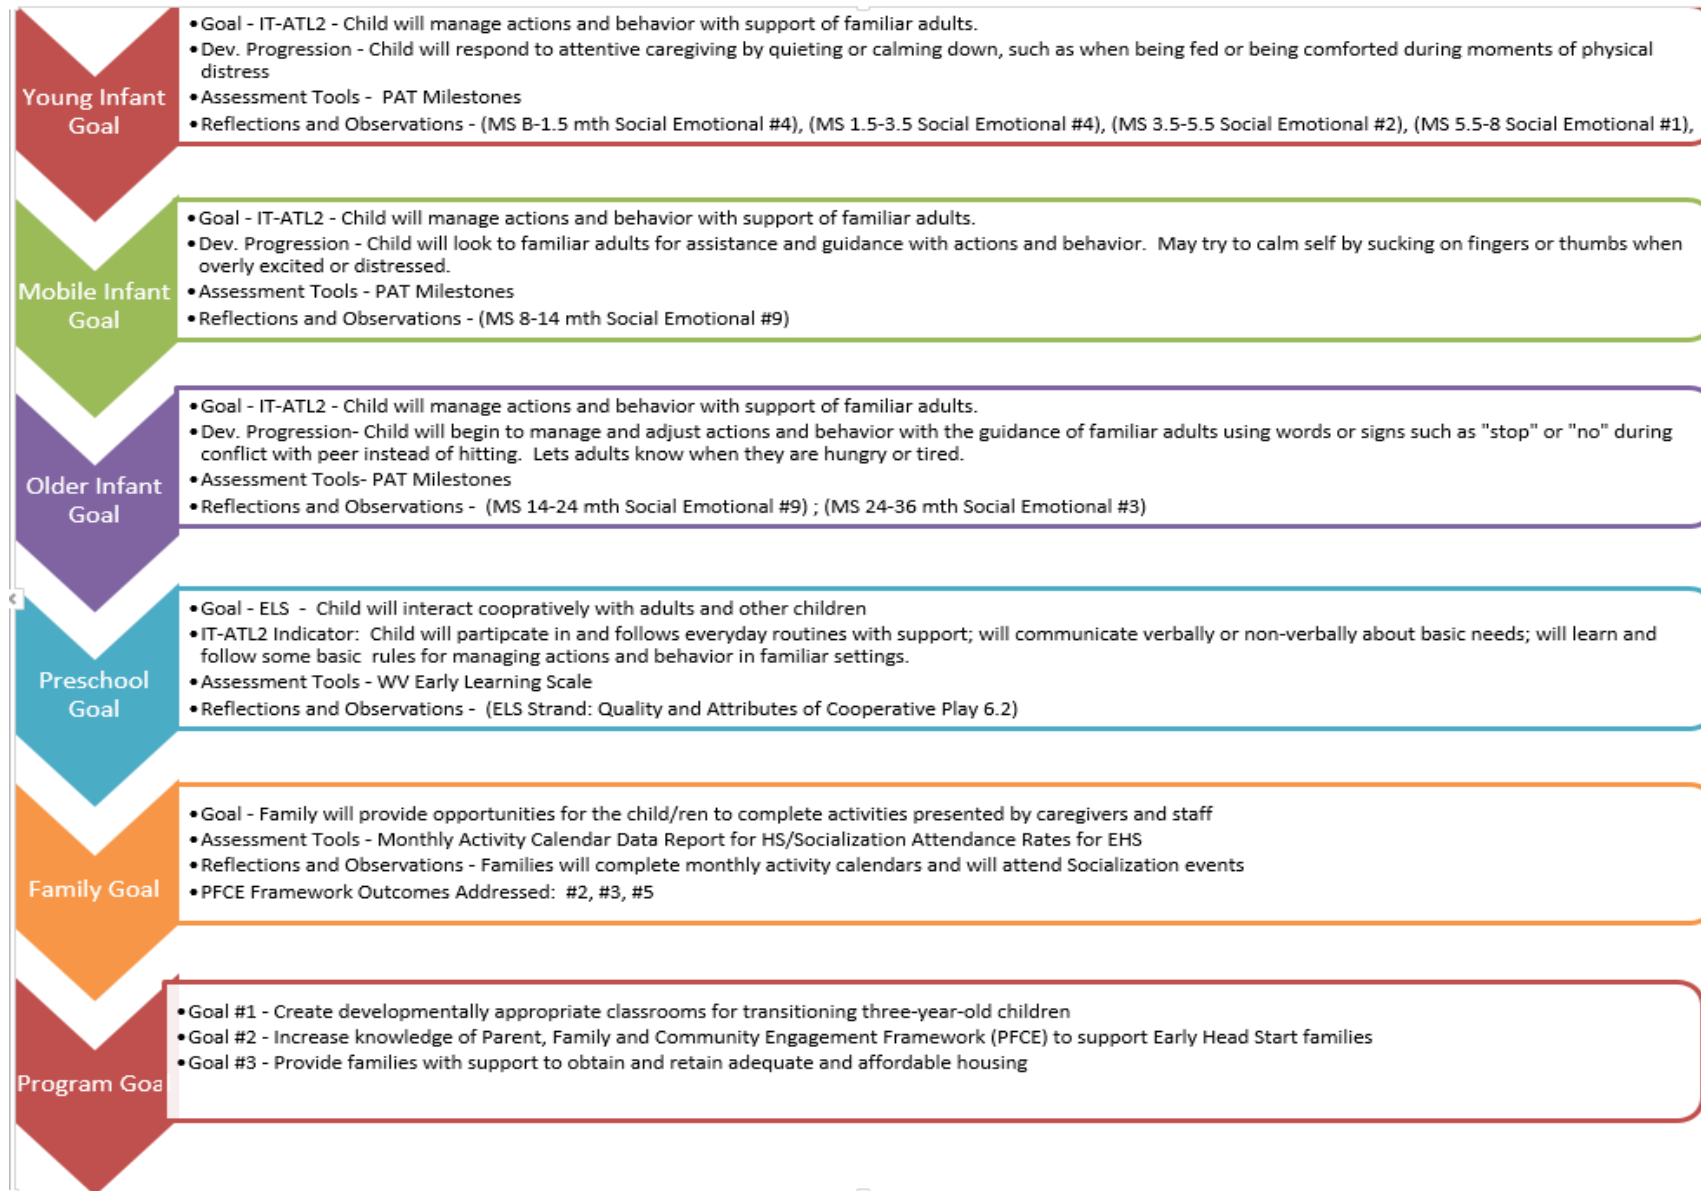 Young Infant
Goal
•Goal - IT-ATL2 - Child will manage actions and behavior with support of familiar adults.
•Dev. Progression - Child will respond to attentive caregiving by quieting or calming down, such as when being fed or being comforted during moments of physical
distress
•Assessment Tools - PAT Milestones
•Reflections and Observations - (MS B-1.5 mth Social Emotional #4), (MS 1.5-3.5 Social Emotional #4), (MS 3.5-5.5 Social Emotional #2), (MS 5.5-8 Social Emotional #1),
Mobile Infant
Goal
•Goal - IT-ATL2 - Child will manage actions and behavior with support of familiar adults.
•Dev. Progression - Child will look to familiar adults for assistance and guidance with actions and behavior. May try to calm self by sucking on fingers or thumbs when
overly excited or distressed.
•Assessment Tools - PAT Milestones
•Reflections and Observations - (MS 8-14 mth Social Emotional #9)
Older Infant
Goal
•Goal - IT-ATL2 - Child will manage actions and behavior with support of familiar adults.
•Dev. Progression- Child will begin to manage and adjust actions and behavior with the guidance of familiar adults using words or signs such as "stop" or "no" during
conflict with peer instead of hitting. Lets adults know when they are hungry or tired.
•Assessment Tools- PAT Milestones
•Reflections and Observations - (MS 14-24 mth Social Emotional #9) ; (MS 24-36 mth Social Emotional #3)
Preschool
Goal
•Goal - ELS - Child will interact coopratively with adults and other children
•IT-ATL2 Indicator: Child will partipcate in and follows everyday routines with support; will communicate verbally or non-verbally about basic needs; will learn and
follow some basic rules for managing actions and behavior in familiar settings.
•Assessment Tools - WV Early Learning Scale
•Reflections and Observations - (ELS Strand: Quality and Attributes of Cooperative Play 6.2)
Family Goal
•Goal - Family will provide opportunities for the child/ren to complete activities presented by caregivers and staff
•Assessment Tools - Monthly Activity Calendar Data Report for HS/Socialization Attendance Rates for EHS
•Reflections and Observations - Families will complete monthly activity calendars and will attend Socialization events
•PFCE Framework Outcomes Addressed: #2, #3, #5
Program Goa
•Goal #1 - Create developmentally appropriate classrooms for transitioning three-year-old children
•Goal #2 - Increase knowledge of Parent, Family and Community Engagement Framework (PFCE) to support Early Head Start families
•Goal #3 - Provide families with support to obtain and retain adequate and affordable housing